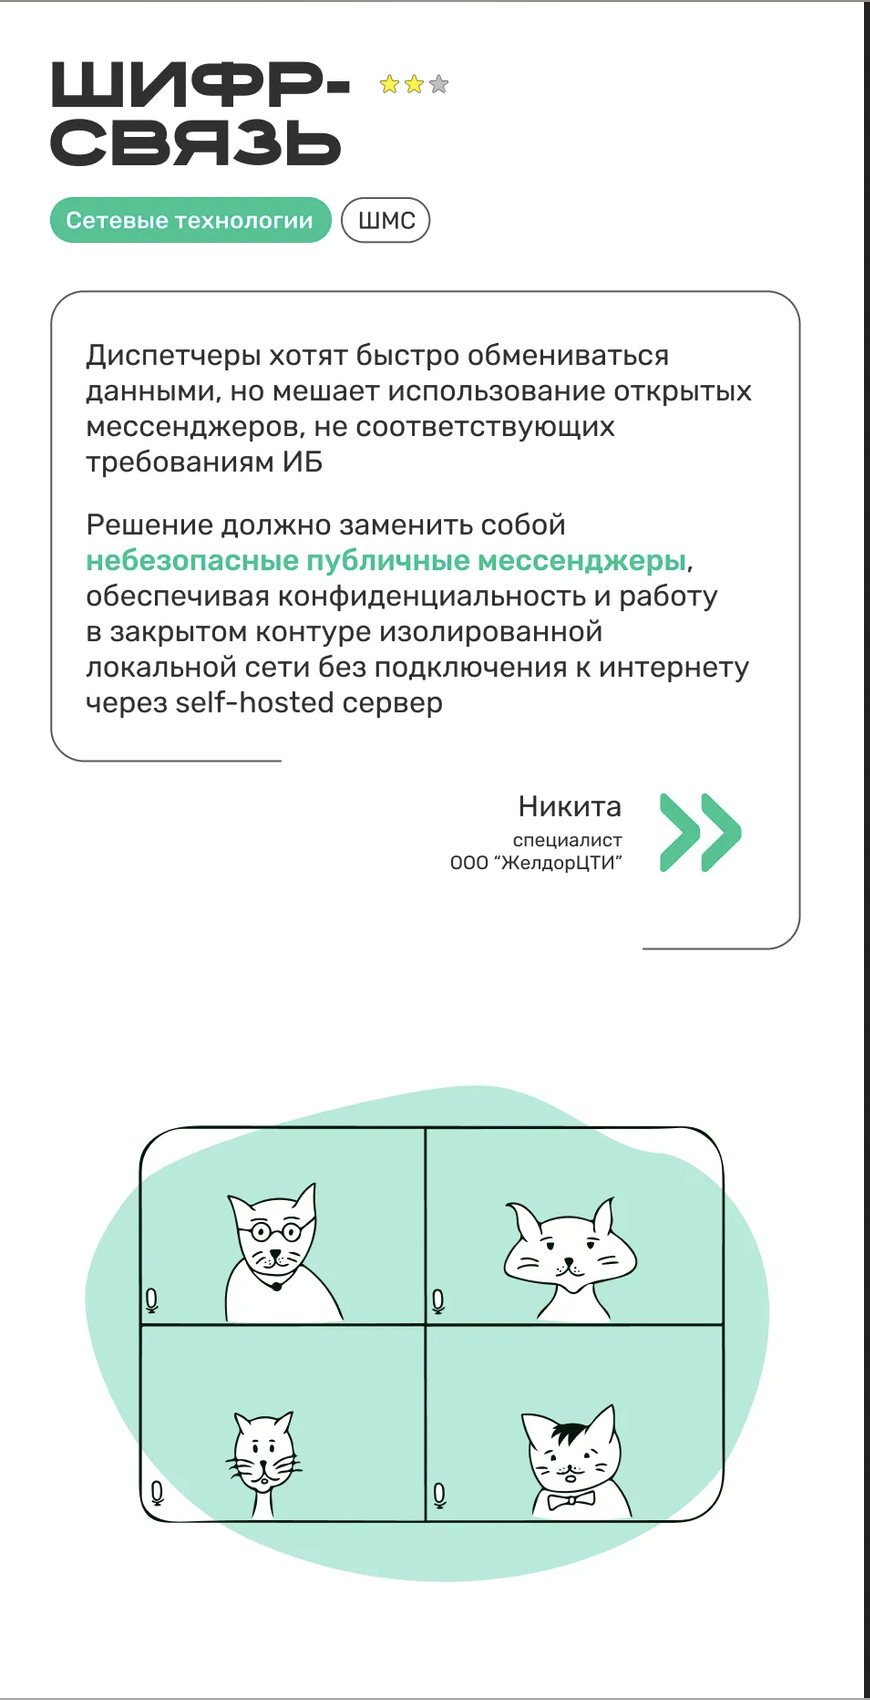 ШИФР-
СВЯЗЬ
Сетевые технологии
ШМС
Диспетчеры хотят быстро обмениваться
данными, но мешает использование открытых
мессенджеров, не соответствующих
требованиям ИБ
Решение должно заменить собой
небезопасные публичные мессенджеры,
обеспечивая конфиденциальность и работу
в закрытом контуре изолированной
локальной сети без подключения к интернету
через self-hosted сервер
Никита
специалист
ООО “ЖелдорЦТИ”